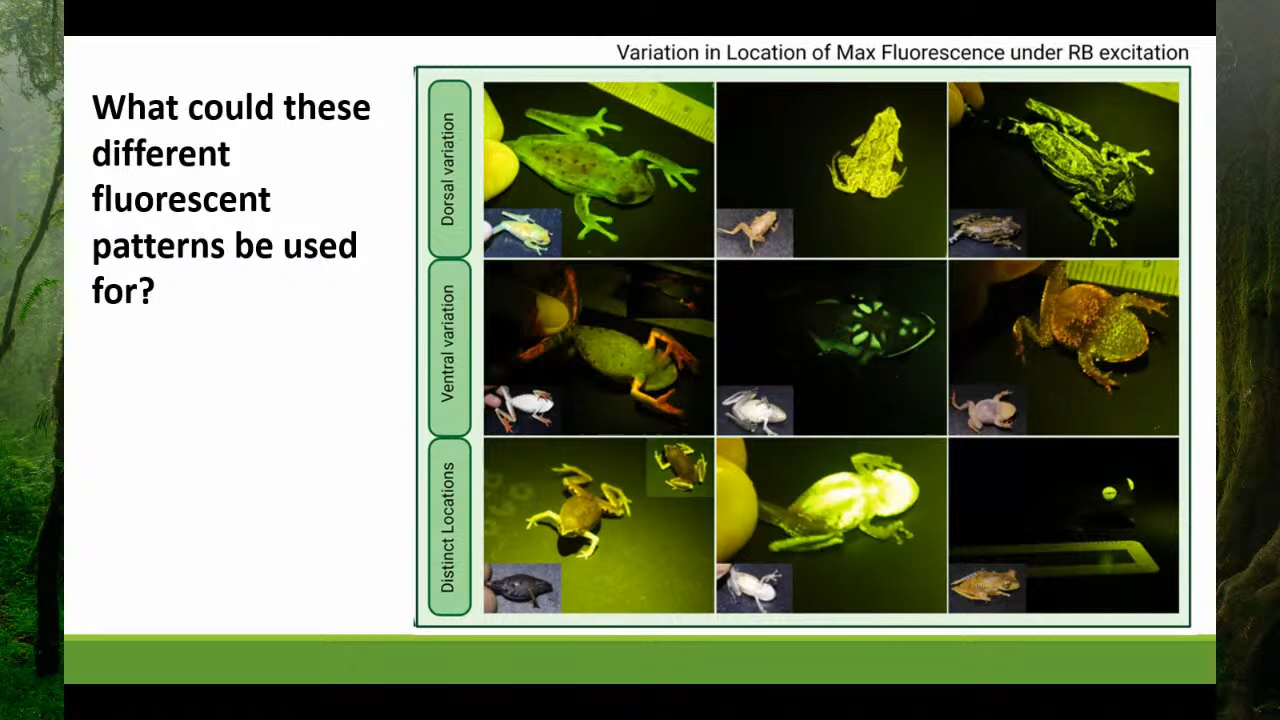 Variation in Location of Max Fluorescence under RB excitation
What could these
different
fluorescent
patterns be used
for?
Dorsal variation
Ventral variation
Distinct Locations